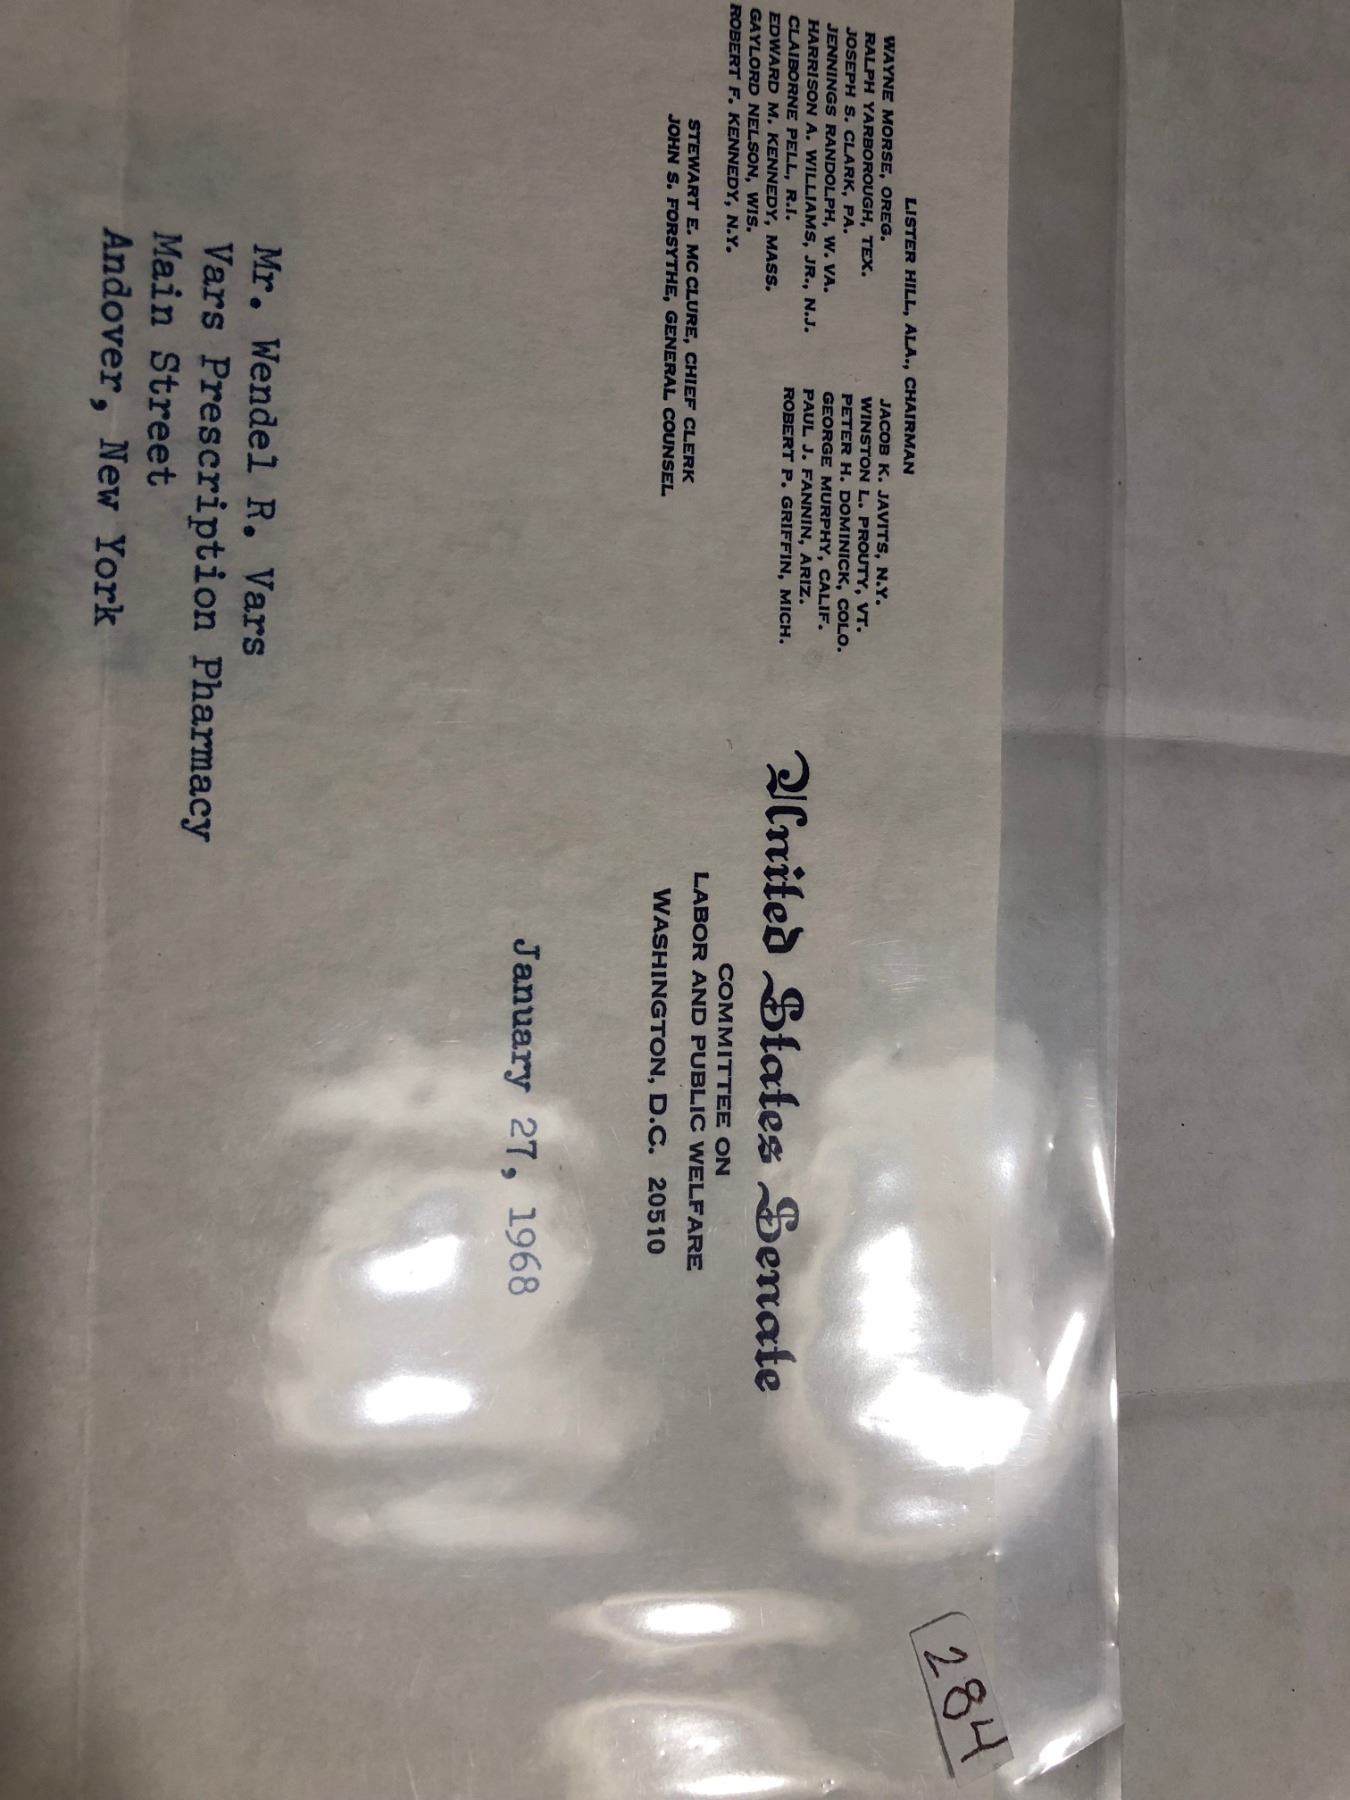 LISTER HILL, ALA., CHAIRMAN
WAYNE MORSE, OREG.
RALPH YARBOROUGH, TEX.
JOSEPH S. CLARK, PA.
JENNINGS RANDOLPH, W. VA.
HARRISON A. WILLIAMS, JR., N.J.
CLAIBORNE PELL, R.I.
EDWARD M. KENNEDY, MASS.
GAYLORD NELSON, WIS.
ROBERT F. KENNEDY, N.Y.
JACOB K. JAVITS, N.Y.
WINSTON L. PROUTY, VT.
PETER H. DOMINICK, COLO.
GEORGE MURPHY, CALIF.
PAUL J. FANNIN, ARIZ.
ROBERT P. GRIFFIN, MICH.
STEWART E. MC CLURE, CHIEF CLERK
JOHN S. FORSYTHE, GENERAL COUNSEL
284
United States Senate
COMMITTEE ON
LABOR AND PUBLIC WELFARE
WASHINGTON, D.C. 20510
January 27, 1968
Mr. Wendel R. Vars
Vars Prescription Pharmacy
Main Street
Andover, New York